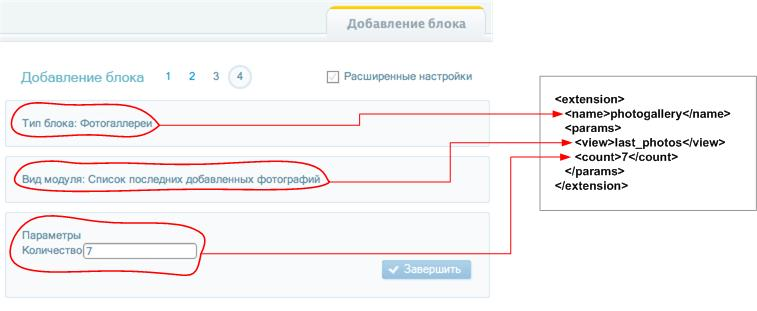 Добавление блока
Добавление блока 1 2 3 4
Расширенные настройки
Тип блока: Фотогаллереи
Вид модуля: Список последних добавленных фотографий
Параметры
Количество 7
Завершить
<extension>
<name>photogallery</name>
<params>
<view>last_photos</view>
<count>7</count>
</params>
</extension>